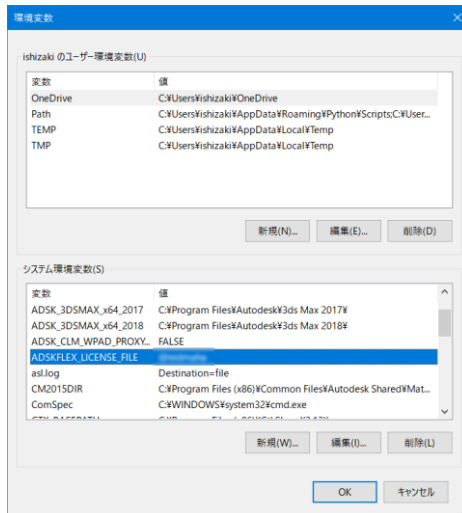 環境変数
ishizaki のユーザー環境変数(U)
変数 値
OneDrive C:¥Users¥ishizaki¥OneDrive
Path C:¥Users¥ishizaki¥AppData¥Roaming¥Python¥Scripts;C:¥User...
TEMP C:¥Users¥ishizaki¥AppData¥Local¥Temp
TMP C:¥Users¥ishizaki¥AppData¥Local¥Temp
新規(N)... 編集(E)... 削除(D)
システム環境変数(S)
変数 値
ADSK_3DSMAX_x64_2017 C:¥Program Files¥Autodesk¥3ds Max 2017¥
ADSK_3DSMAX_x64_2018 C:¥Program Files¥Autodesk¥3ds Max 2018¥
ADSK_CLM_WPAD_PROXY... FALSE
ADSKFLEX_LICENSE_FILE
asl.log Destination=file
CM2015DIR C:¥Program Files (x86)¥Common Files¥Autodesk Shared¥Mat...
ComSpec C:¥WINDOWS¥system32¥cmd.exe
新規(W)... 編集(I)... 削除(L)
OK キャンセル